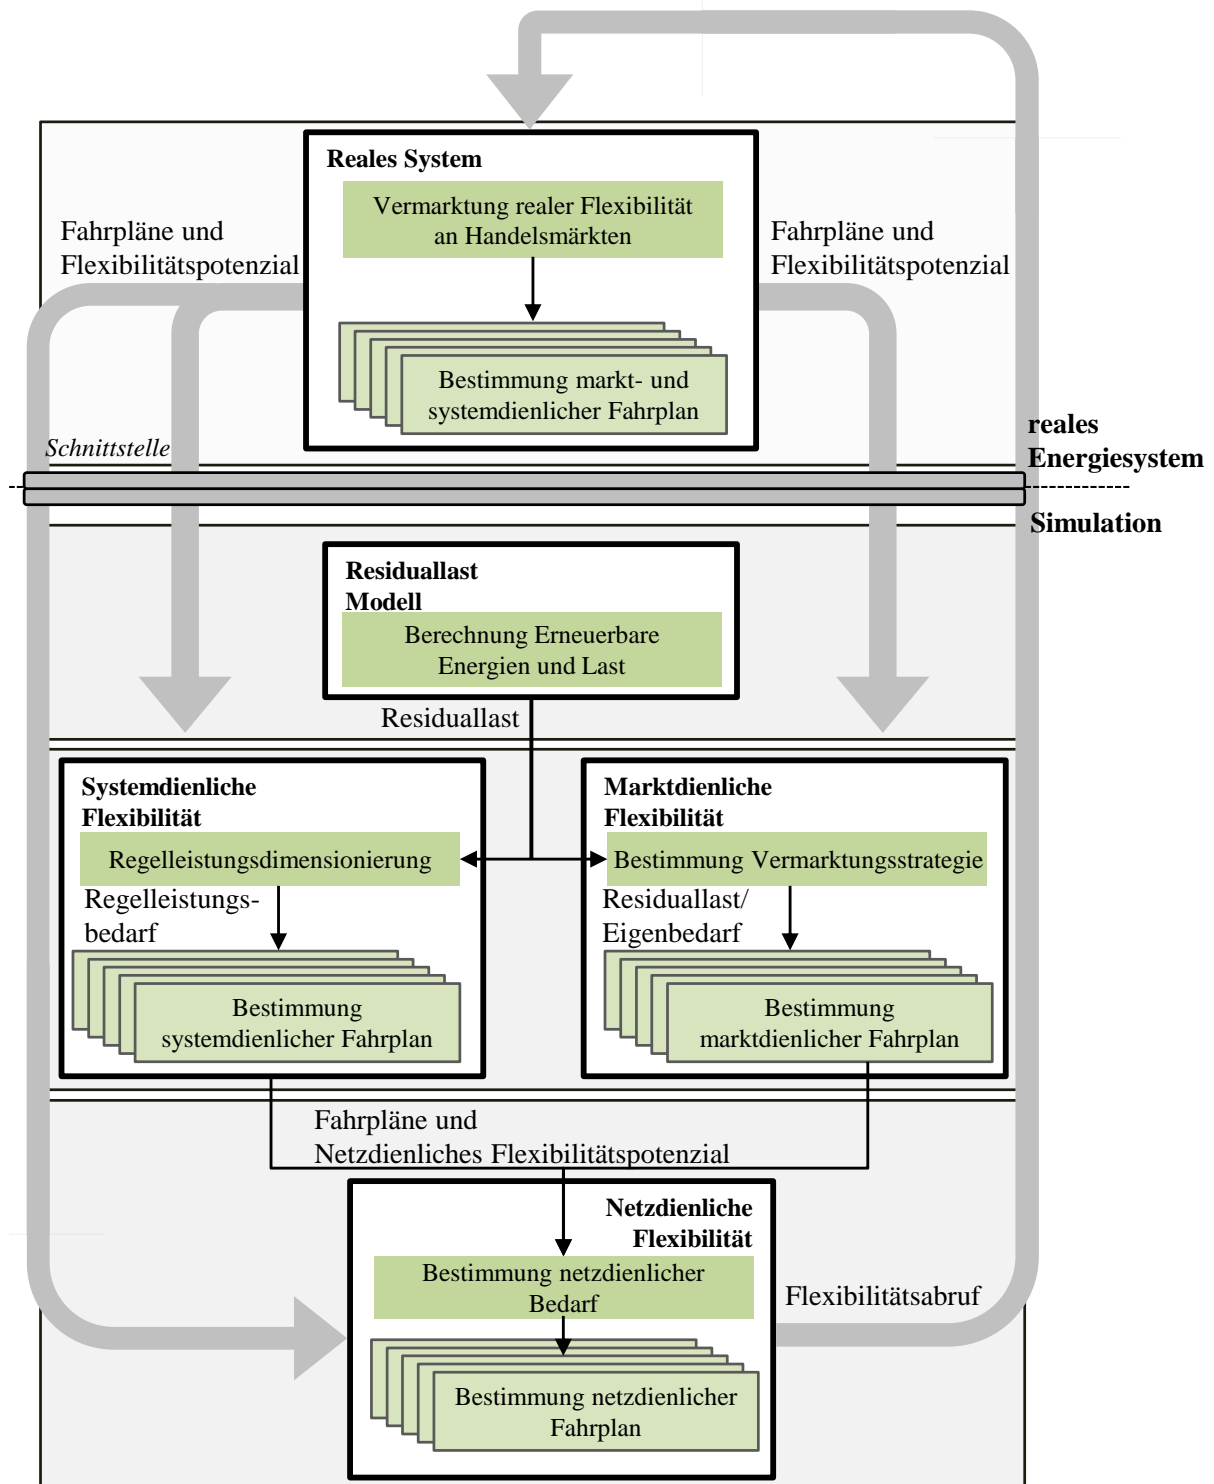 Reales System
Vermarktung realer Flexibilität
an Handelsmärkten
Fahrpläne und
Flexibilitätspotenzial
Fahrpläne und
Flexibilitätspotenzial
Bestimmung markt- und
systemdienlicher Fahrplan
Schnittstelle
reales
Energiesystem
Simulation
Residuallast
Modell
Berechnung Erneuerbare
Energien und Last
Residuallast
Systemdienliche
Flexibilität
Regelleistungsdimensionierung
Regelleistungs-
bedarf
Bestimmung
systemdienlicher Fahrplan
Marktdienliche
Flexibilität
Bestimmung Vermarktungsstrategie
Residuallast/
Eigenbedarf
Bestimmung
marktdienlicher Fahrplan
Fahrpläne und
Netzdienliches Flexibilitätspotenzial
Netzdienliche
Flexibilität
Bestimmung netzdienlicher
Bedarf
Flexibilitätsabruf
Bestimmung netzdienlicher
Fahrplan